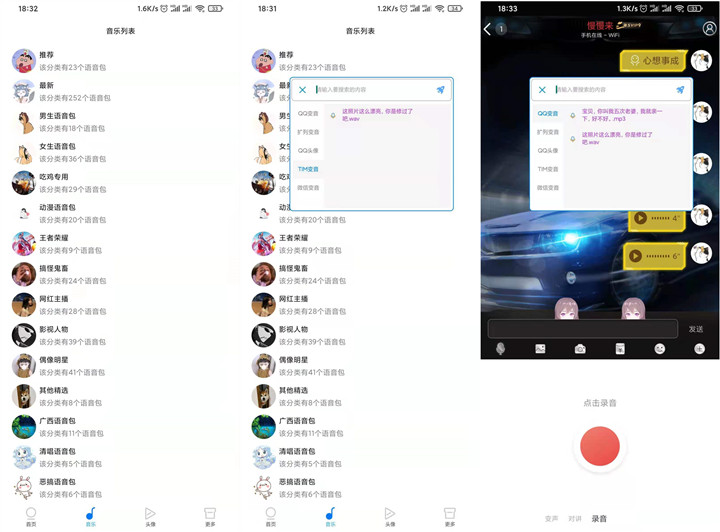 18:32
1.6K/s
33
音乐列表
推荐
该分类有23个语音包
最新
该分类有252个语音包
男生语音包
该分类有18个语音包
女生语音包
该分类有36个语音包
吃鸡专用
该分类有29个语音包
动漫语音包
该分类有20个语音包
王者荣耀
该分类有9个语音包
搞怪鬼畜
该分类有24个语音包
网红主播
该分类有28个语音包
影视人物
该分类有39个语音包
偶像明星
该分类有41个语音包
其他精选
该分类有8个语音包
广西语音包
该分类有11个语音包
清唱语音包
该分类有5个语音包
恶搞语音包
该分类有6个语音包
首页
音乐
头像
更多
18:31
1.2K/s
34
音乐列表
推荐
该分类有23个语音包
最新
该分
男生
该分
女生
该分
吃鸡
该分
动漫
该分类有20个语音包
王者荣耀
该分类有9个语音包
搞怪鬼畜
该分类有24个语音包
网红主播
该分类有28个语音包
影视人物
该分类有39个语音包
偶像明星
该分类有41个语音包
其他精选
该分类有8个语音包
广西语音包
该分类有11个语音包
清唱语音包
该分类有5个语音包
恶搞语音包
该分类有6个语音包
请输入要搜索的内容
QQ变音
扩列变音
QQ头像
TIM变音
微信变音
这照片这么漂亮，你是修过了
吧.wav
首页
音乐
头像
更多
18:33
1.3K/s
33
1
慢慢来
手机在线 - WiFi
心想事成
请输入要搜索的内容
QQ变音
扩列变音
QQ头像
TIM变音
微信变音
宝贝，你叫我五次老婆，我就亲一
下，好不好，.mp3
这照片这么漂亮，你是修过了
吧.wav
4"
6"
发送
点击录音
变声 对讲 录音